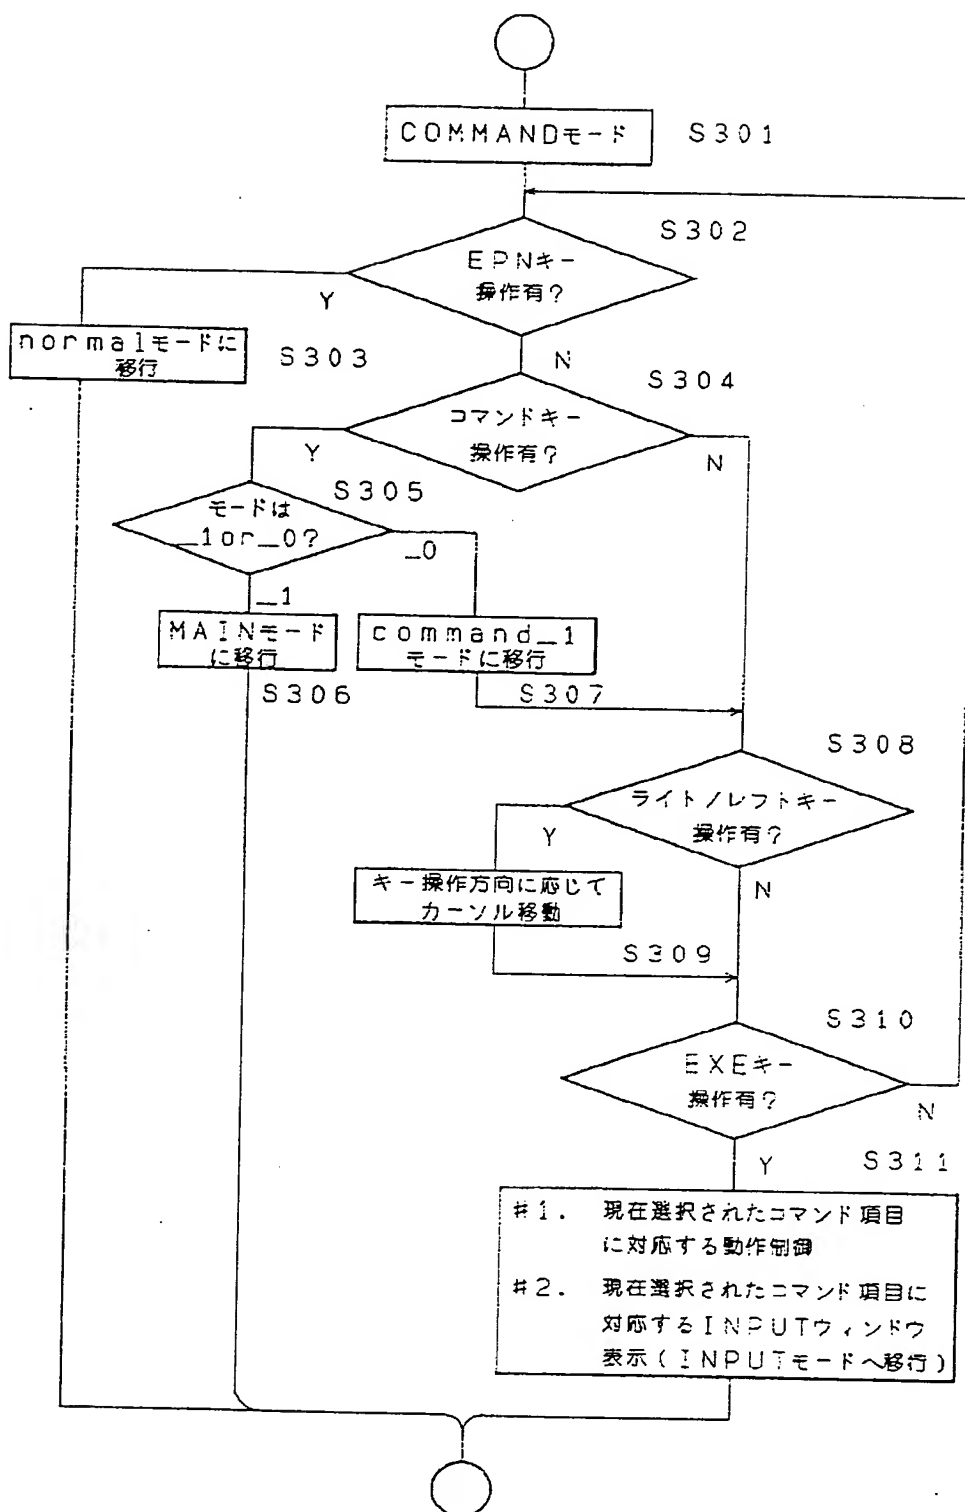 COMMANDモード
S301
S302
EPNキー
操作有?
Y
N
normalモードに
移行
S303
S304
コマンドキー
操作有?
Y
N
S305
モードは
_1or_0?
_0
_1
MAINモード
に移行
S306
command_1
モードに移行
S307
S308
ライト/レフトキー
操作有?
Y
N
キー操作方向に応じて
カーソル移動
S309
S310
EXEキー
操作有?
N
Y
S311
#1. 現在選択されたコマンド項目
に対応する動作制御
#2. 現在選択されたコマンド項目に
対応するINPUTウィンドウ
表示(INPUTモードへ移行)